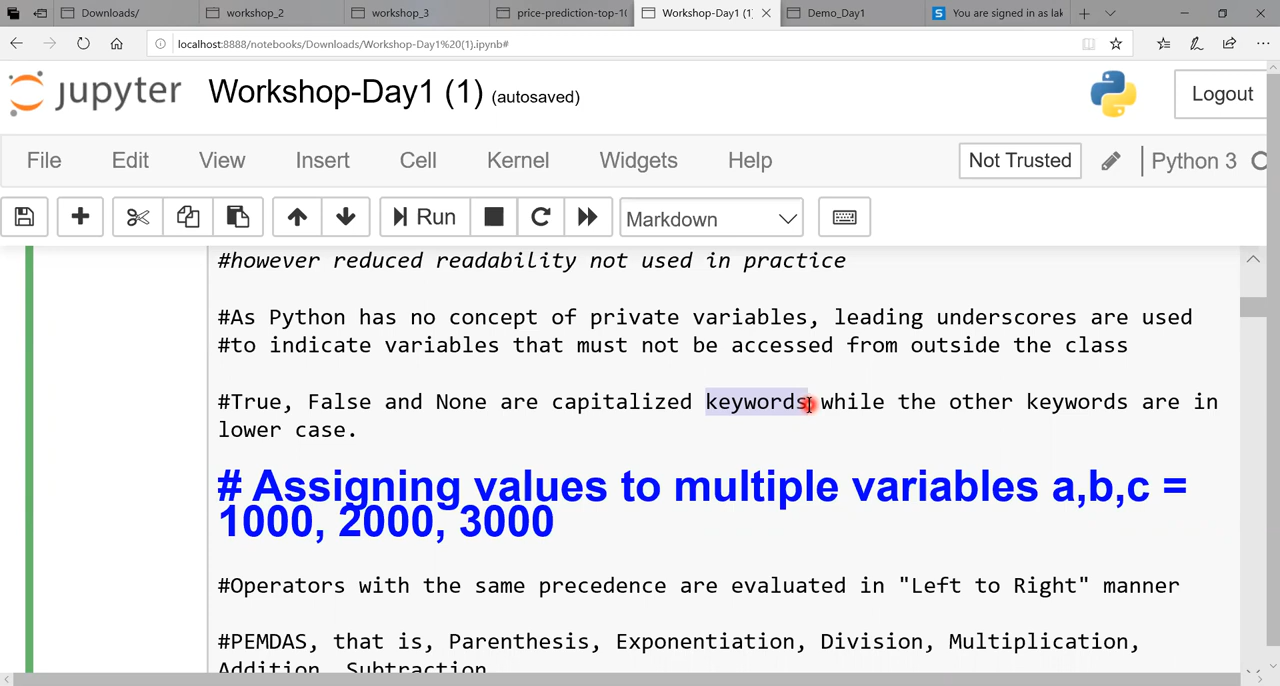 Downloads/
workshop_2
workshop_3
price-prediction-top-1
Workshop-Day1 (1)
Demo_Day1
S You are signed in as lak
localhost:8888/notebooks/Downloads/Workshop-Day1%20(1).ipynb#
jupyter Workshop-Day1 (1) (autosaved)
Logout
File Edit View Insert Cell Kernel Widgets Help
Not Trusted
Python 3
Run
Markdown
#however reduced readability not used in practice
#As Python has no concept of private variables, leading underscores are used
#to indicate variables that must not be accessed from outside the class
#True, False and None are capitalized keywords while the other keywords are in
lower case.
# Assigning values to multiple variables a,b,c =
1000, 2000, 3000
#Operators with the same precedence are evaluated in "Left to Right" manner
#PEMDAS, that is, Parenthesis, Exponentiation, Division, Multiplication,
Addition, Subtraction